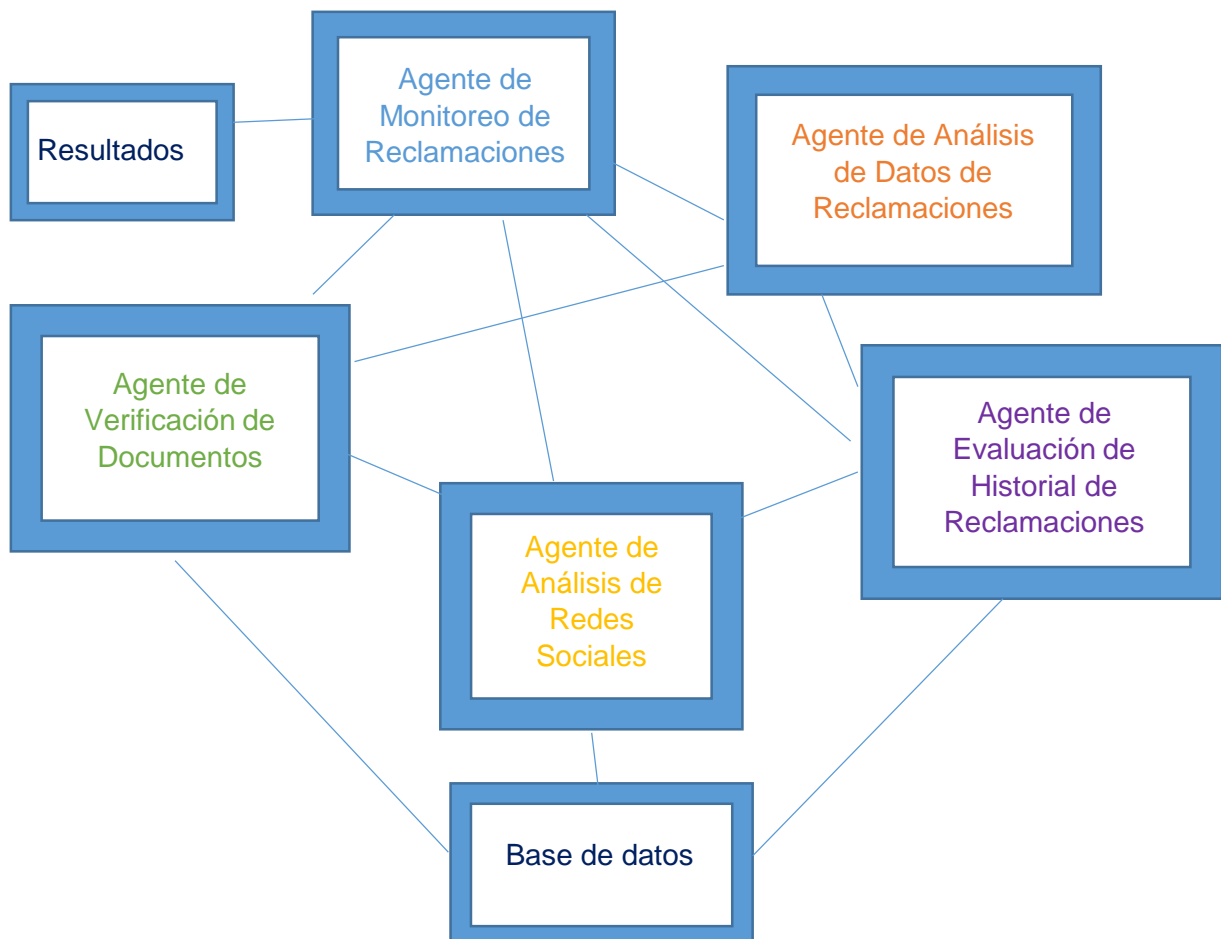 Agente de
Monitoreo de
Reclamaciones
Resultados
Agente de Análisis
de Datos de
Reclamaciones
Agente de
Verificación de
Documentos
Agente de
Evaluación de
Historial de
Reclamaciones
Agente de
Análisis de
Redes
Sociales
Base de datos